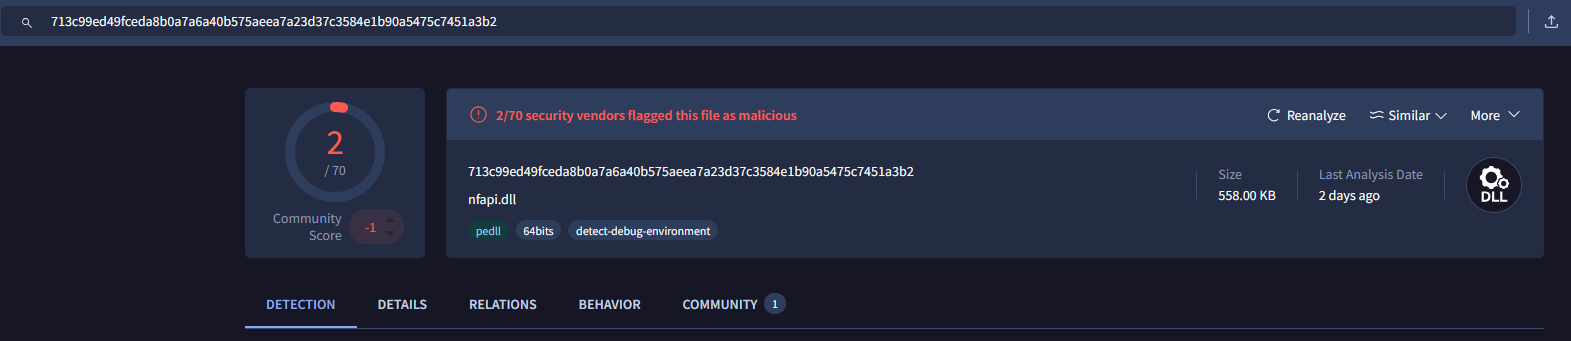 713c99ed49fceda8b0a7a6a40b575aeea7a23d37c3584e1b90a5475c7451a3b2
2
/ 70
Community
Score
-1
2/70 security vendors flagged this file as malicious
Reanalyze
Similar
More
713c99ed49fceda8b0a7a6a40b575aeea7a23d37c3584e1b90a5475c7451a3b2
nfapi.dll
pedll
64bits
detect-debug-environment
Size
558.00 KB
Last Analysis Date
2 days ago
DLL
DETECTION
DETAILS
RELATIONS
BEHAVIOR
COMMUNITY
1